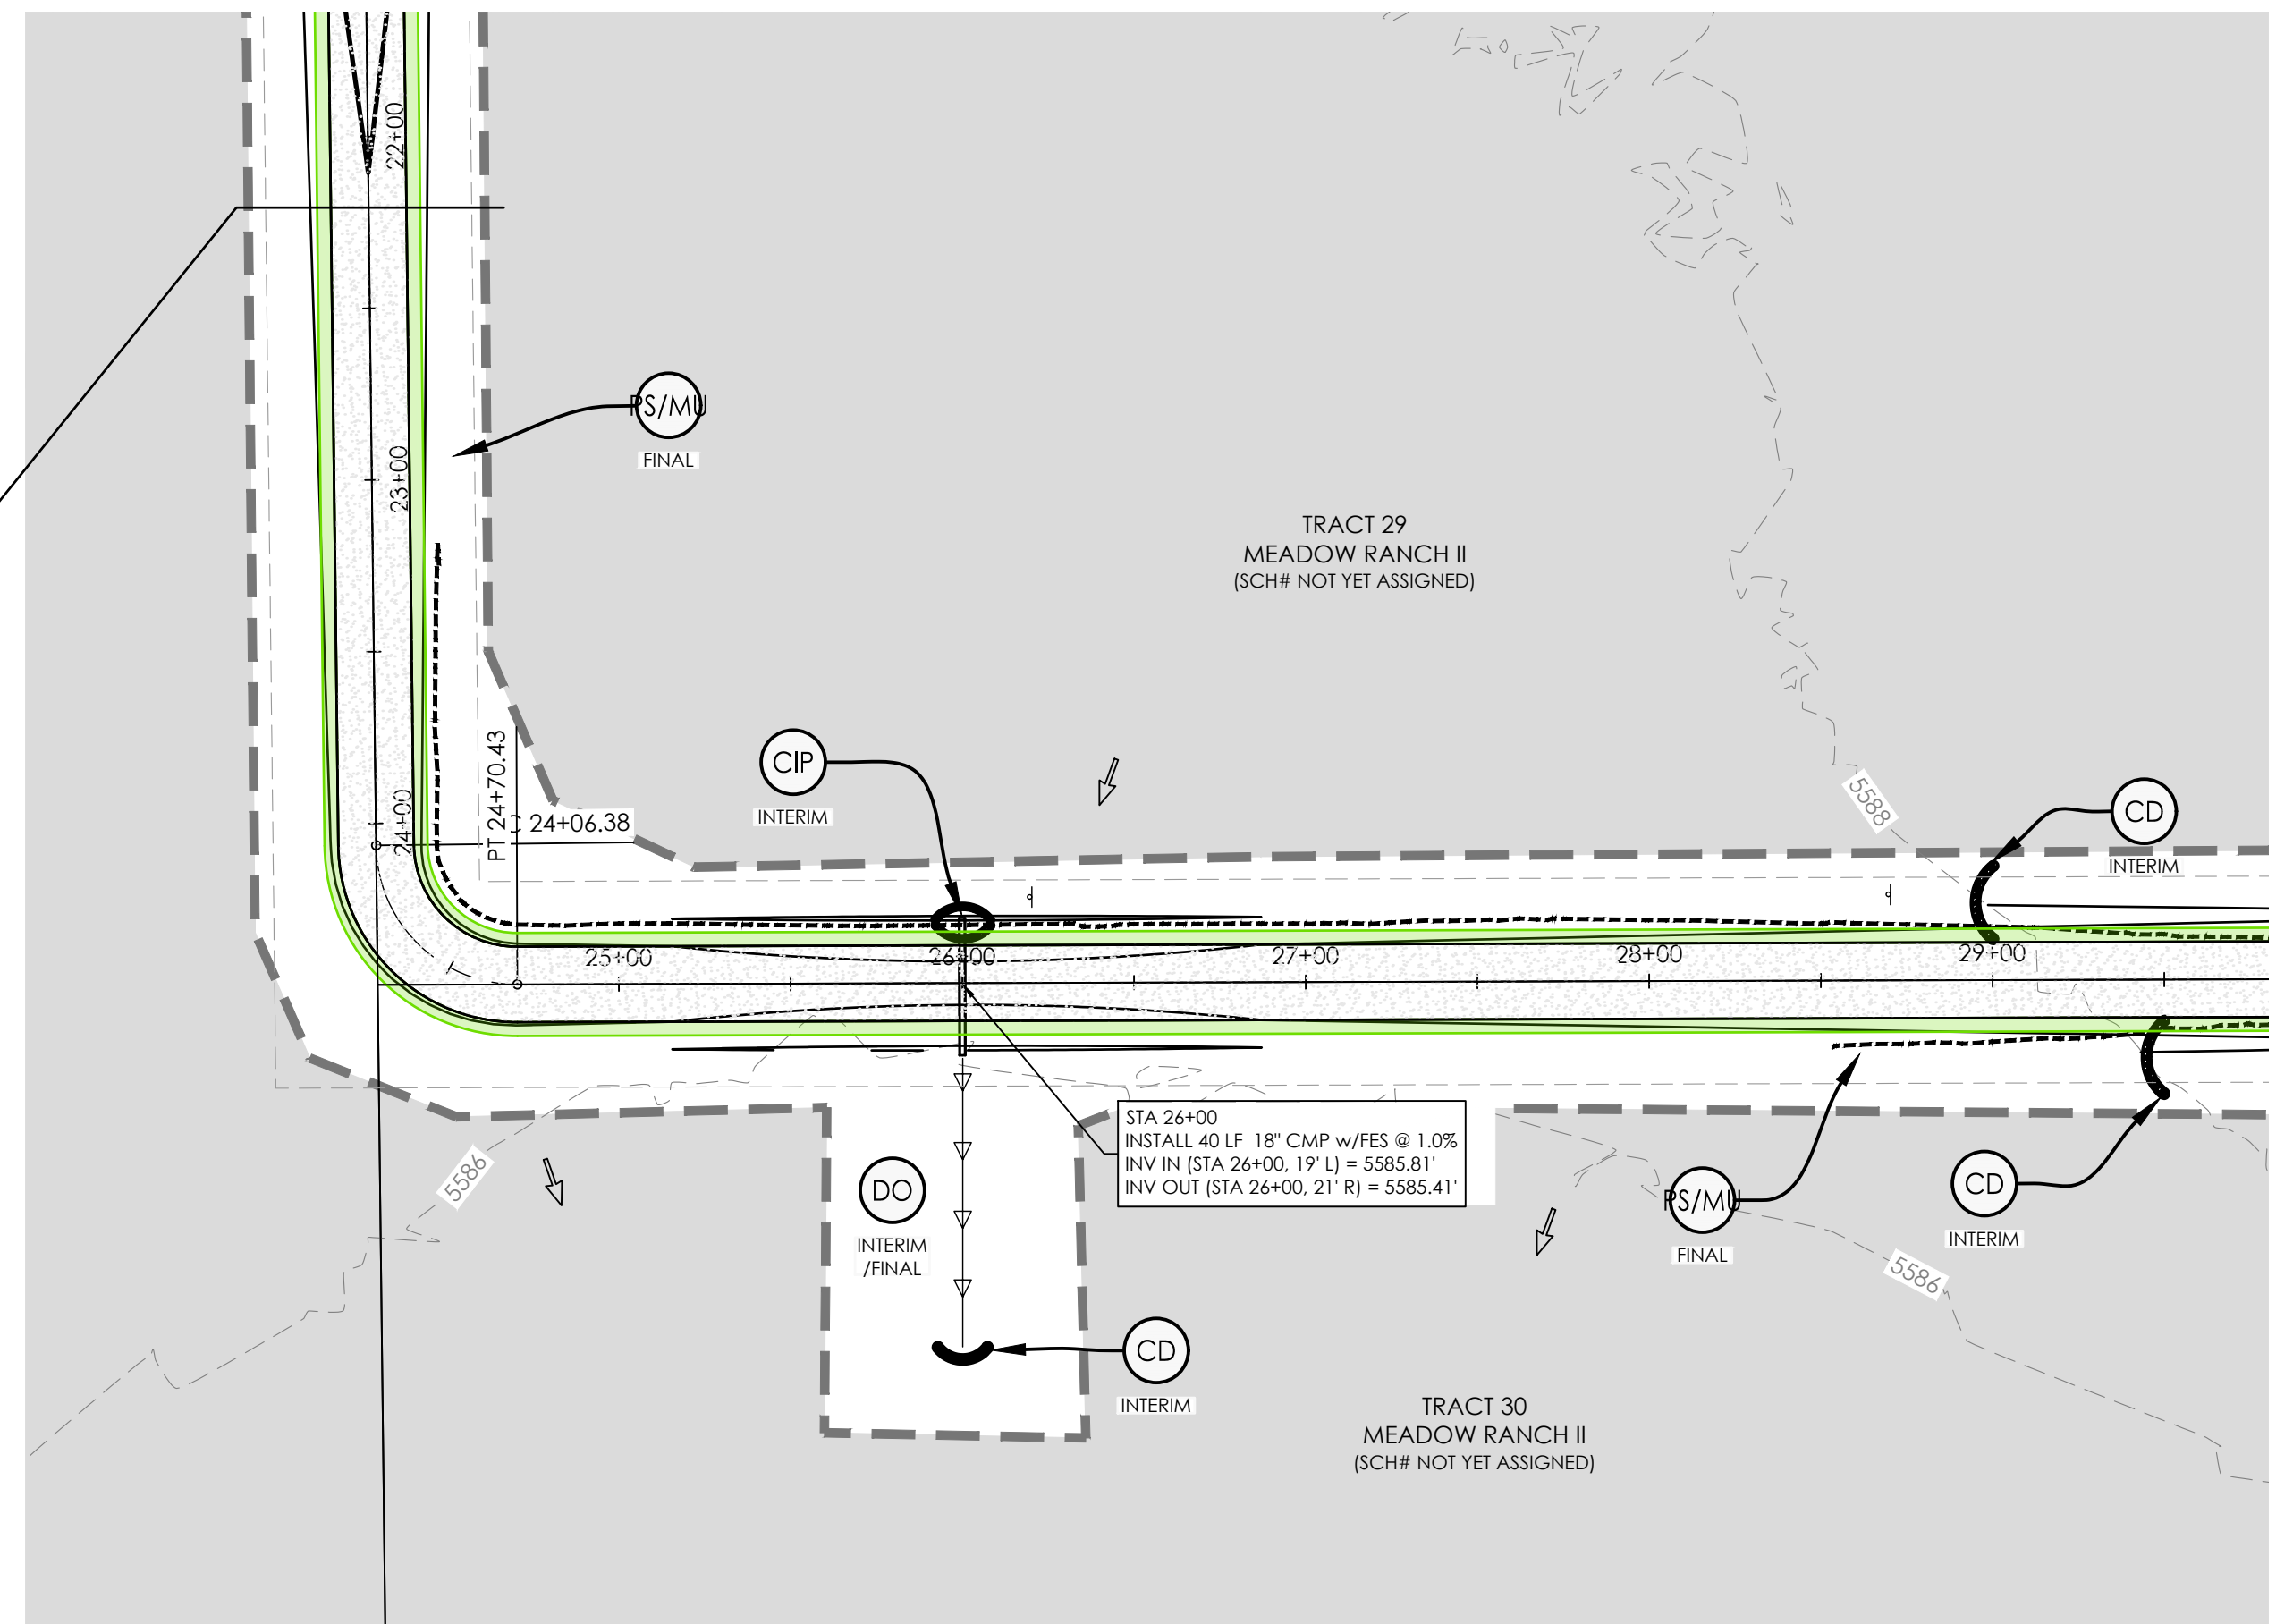 22+00
23+00
PS/MU
FINAL
TRACT 29
MEADOW RANCH II
(SCH# NOT YET ASSIGNED)
CIP
INTERIM
24+00
PT 24+70.43
C 24+06.38
5588
CD
INTERIM
25+00
26+00
27+00
28+00
29+00
STA 26+00
INSTALL 40 LF 18" CMP w/FES @ 1.0%
INV IN (STA 26+00, 19' L) = 5585.81'
INV OUT (STA 26+00, 21' R) = 5585.41'
5586
DO
INTERIM
/FINAL
PS/MU
FINAL
CD
INTERIM
5586
CD
INTERIM
TRACT 30
MEADOW RANCH II
(SCH# NOT YET ASSIGNED)